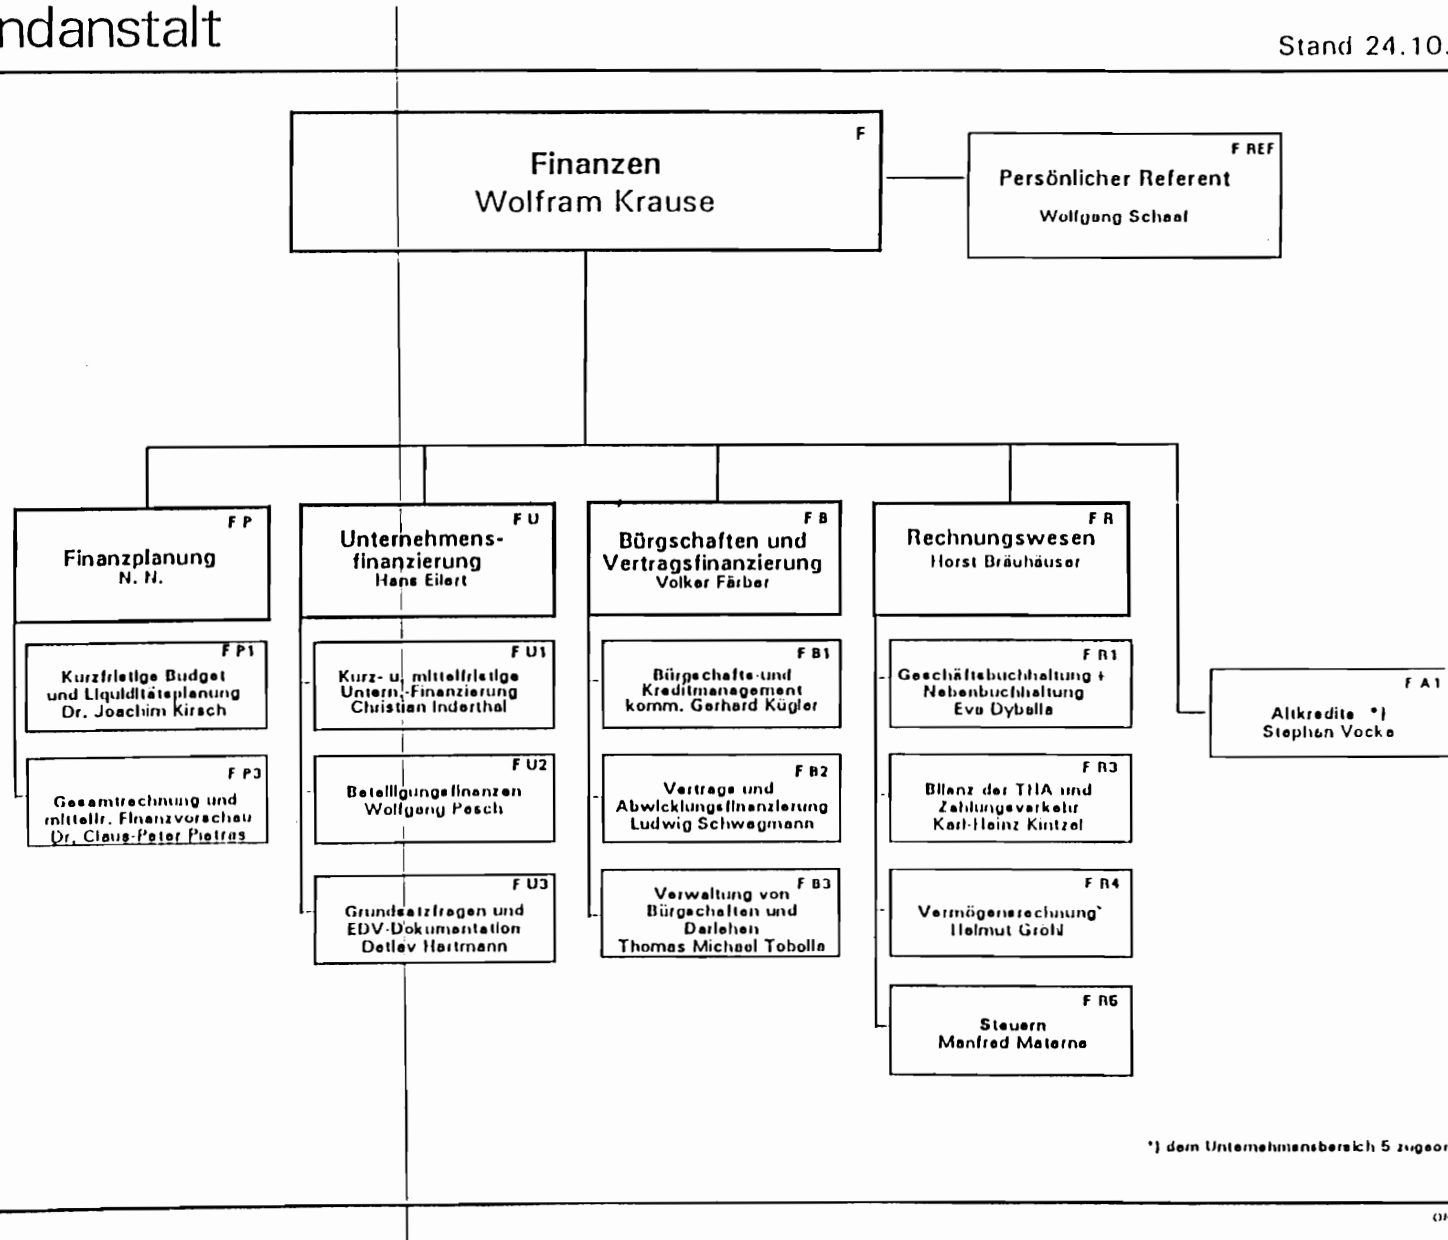 ndanstalt
Stand 24.10.
F
Finanzen
Wolfram Krause
F REF
Persönlicher Referent
Wolfgang Schaaf
F P
Finanzplanung
N. N.
F P1
Kurzfristige Budget
und Liquiditätsplanung
Dr. Joachim Kirsch
F P3
Gesamtrechnung und
mittelfr. Finanzvorschau
Dr. Claus-Peter Pietras
F U
Unternehmens-
finanzierung
Hans Eilert
F U1
Kurz- u. mittelfristige
Untern.-Finanzierung
Christian Inderthal
F U2
Beteiligungsfinanzen
Wolfgang Pesch
F U3
Grundsatzfragen und
EDV-Dokumentation
Detlev Hartmann
F B
Bürgschaften und
Vertragsfinanzierung
Volker Färber
F B1
Bürgschafts-und
Kreditmanagement
komm. Gerhard Kügler
F B2
Vertrags und
Abwicklungsfinanzierung
Ludwig Schwegmann
F B3
Verwaltung von
Bürgschaften und
Darlehen
Thomas Michael Tobolla
F R
Rechnungswesen
Horst Bräuhäuser
F R1
Geschäftsbuchhaltung +
Nebenbuchhaltung
Eva Dyballa
F R3
Bilanz der THA und
Zahlungsverkehr
Karl-Heinz Kintzel
F R4
Vermögensrechnung
Helmut Gröhl
F R5
Steuern
Manfred Materne
F A1
Altkredite *)
Stephan Vocke
*) dem Unternehmensbereich 5 zugeor